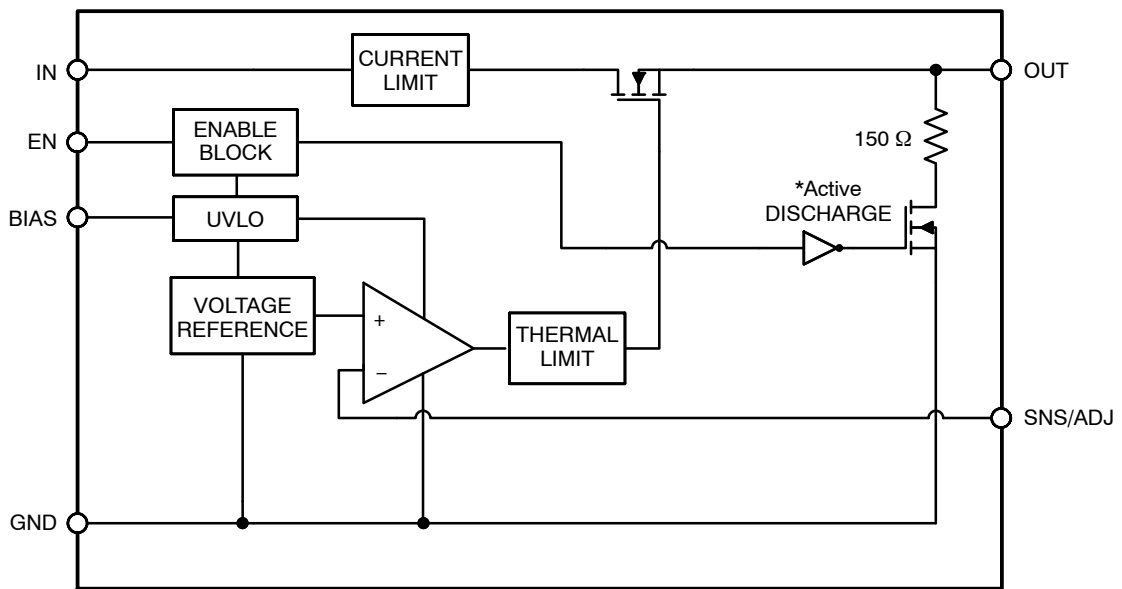 IN
CURRENT
LIMIT
OUT
EN
ENABLE
BLOCK
150 Ω
*Active
DISCHARGE
BIAS
UVLO
VOLTAGE
REFERENCE
+
−
THERMAL
LIMIT
SNS/ADJ
GND